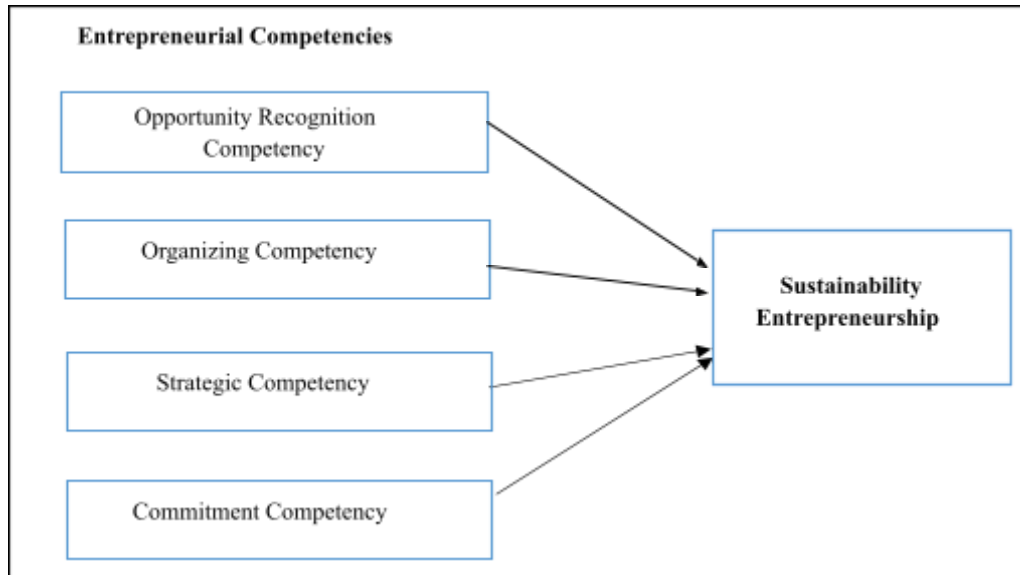 Entrepreneurial Competencies
Opportunity Recognition
Competency
Organizing Competency
Sustainability
Entrepreneurship
Strategic Competency
Commitment Competency